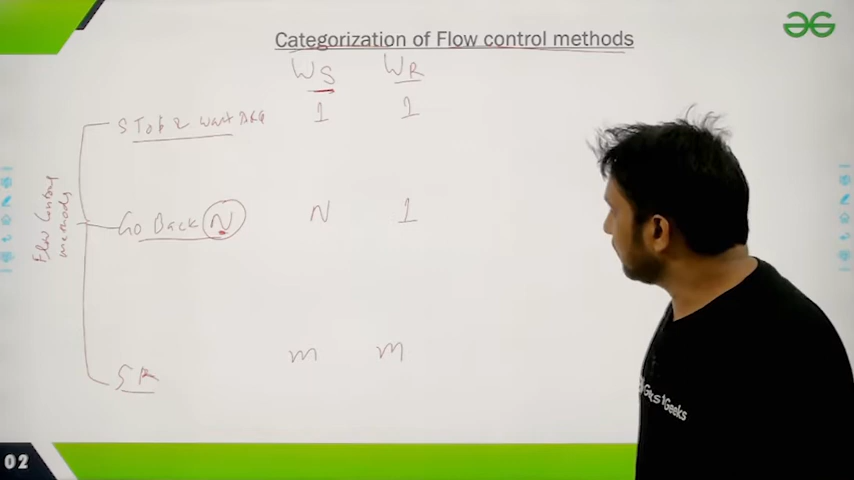 Categorization of Flow control methods
WS WR
Stop & wait ARQ 1 1
Flow Control methods
Go Back N N 1
SR m m
GeeksforGeeks
02